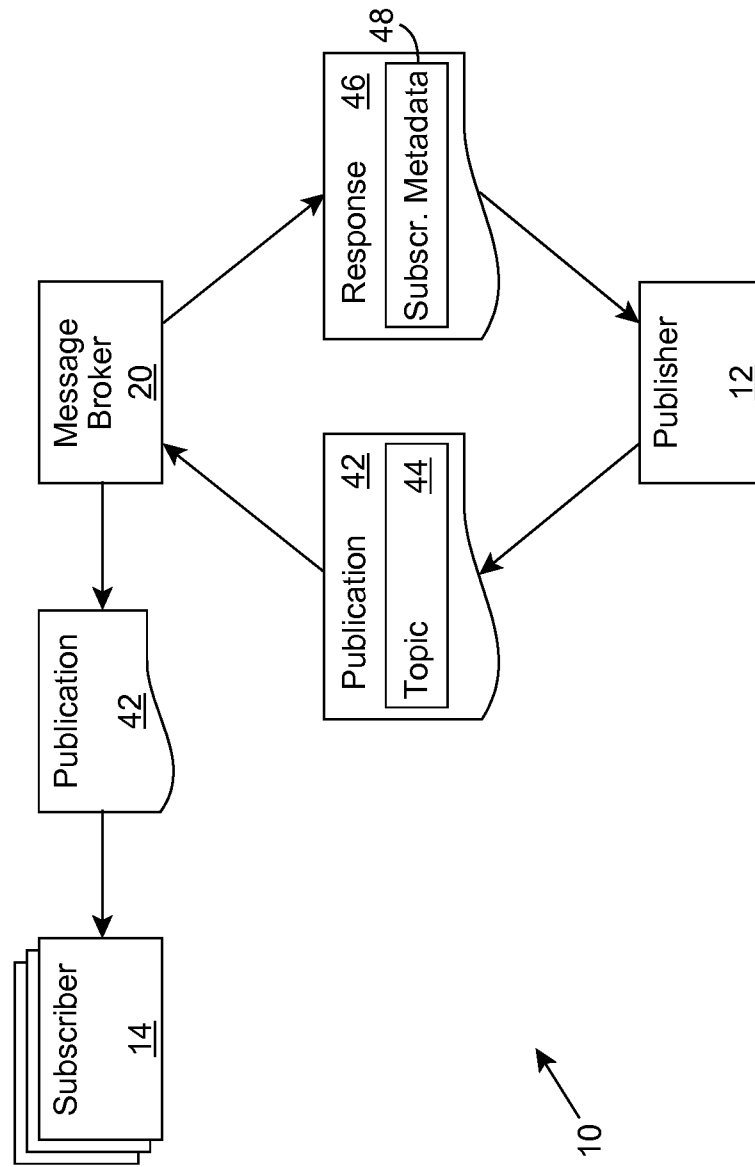 Subscriber
14
Publication
42
Message
Broker
20
Publication 42
Topic 44
Response 46
Subscr. Metadata
48
10
Publisher
12